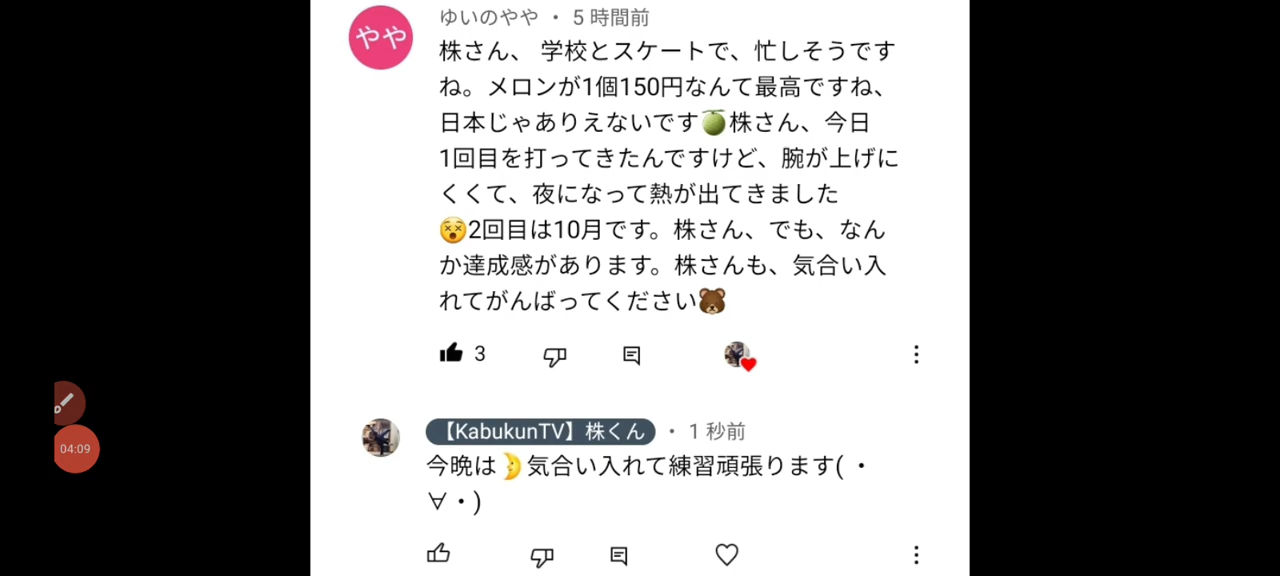 やや
ゆいのやや ・ 5 時間前
株さん、 学校とスケートで、忙しそうです
ね。メロンが1個150円なんて最高ですね、
日本じゃありえないです🍈株さん、今日
1回目を打ってきたんですけど、腕が上げに
くくて、夜になって熱が出てきました
😵2回目は10月です。株さん、でも、なん
か達成感があります。株さんも、気合い入
れてがんばってください🐻
3
【KabukunTV】株くん ・ 1 秒前
今晩は🌛気合い入れて練習頑張ります( ・
∀・)
04:09